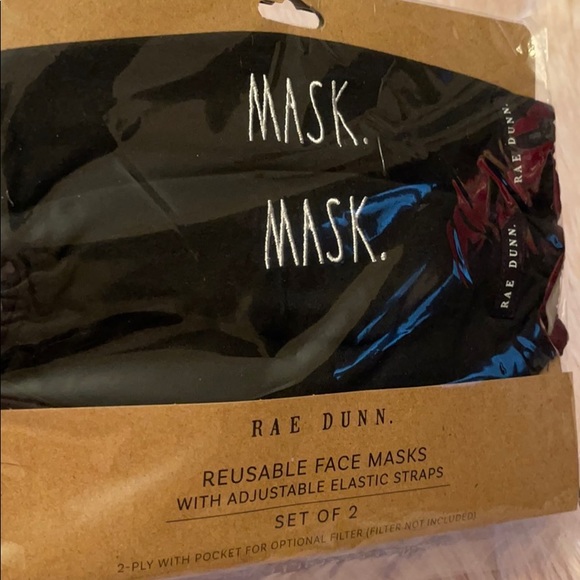 MASK.
MASK.
RAE DUNN.
RAE DUNN.
RAE DUNN.
REUSABLE FACE MASKS
WITH ADJUSTABLE ELASTIC STRAPS
SET OF 2
2-PLY WITH POCKET FOR OPTIONAL FILTER (FILTER NOT INCLUDED)